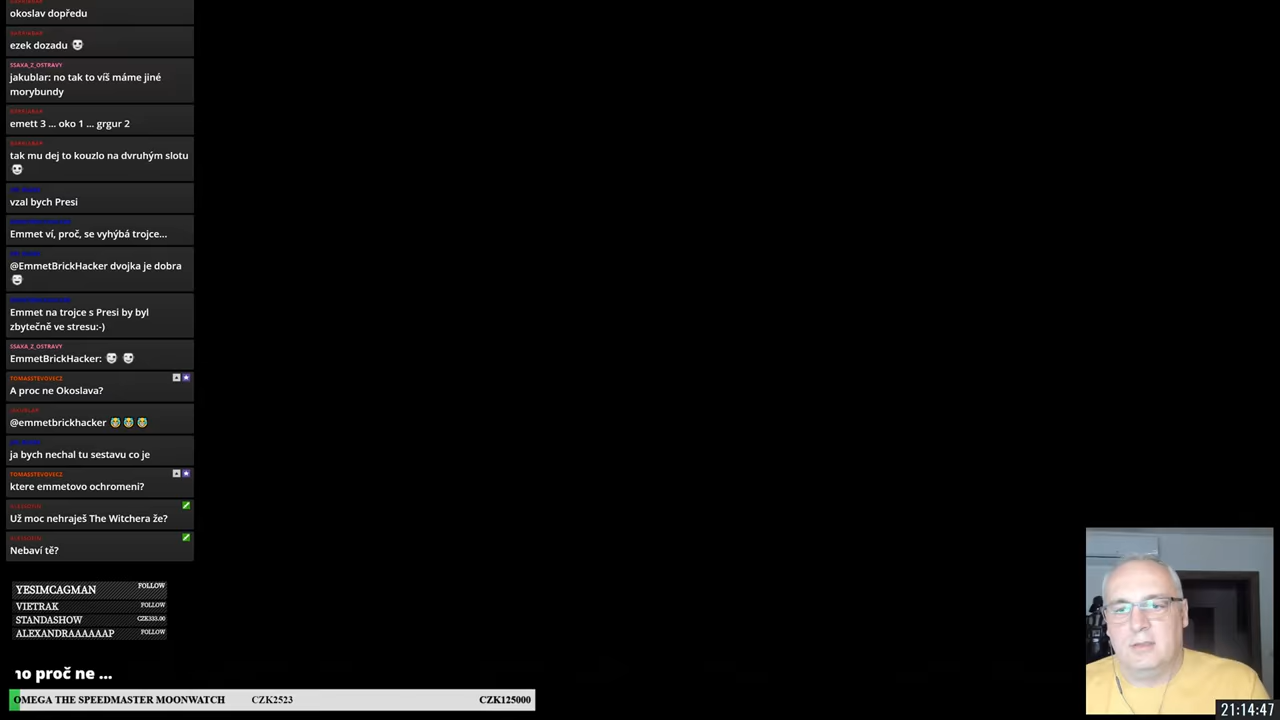 okoslav dopředu
ezek dozadu
SSAXA_Z_OSTRAVY
jakublar: no tak to víš máme jiné
morybundy
emett 3 ... oko 1 ... grgur 2
tak mu dej to kouzlo na dvruhým slotu
vzal bych Presi
Emmet ví, proč, se vyhýbá trojce...
@EmmetBrickHacker dvojka je dobra
Emmet na trojce s Presi by byl
zbytečně ve stresu:-)
SSAXA_Z_OSTRAVY
EmmetBrickHacker:
TOMASSTEVOVECZ
A proc ne Okoslava?
@emmetbrickhacker
ja bych nechal tu sestavu co je
TOMASSTEVOVECZ
ktere emmetovo ochromeni?
Už moc nehraješ The Witchera že?
Nebaví tě?
YESIMCAGMAN FOLLOW
VIETRAK FOLLOW
STANDASHOW CZK333.00
ALEXANDRAAAAAAP FOLLOW
no proč ne ...
OMEGA THE SPEEDMASTER MOONWATCH CZK2523 CZK125000
21:14:47